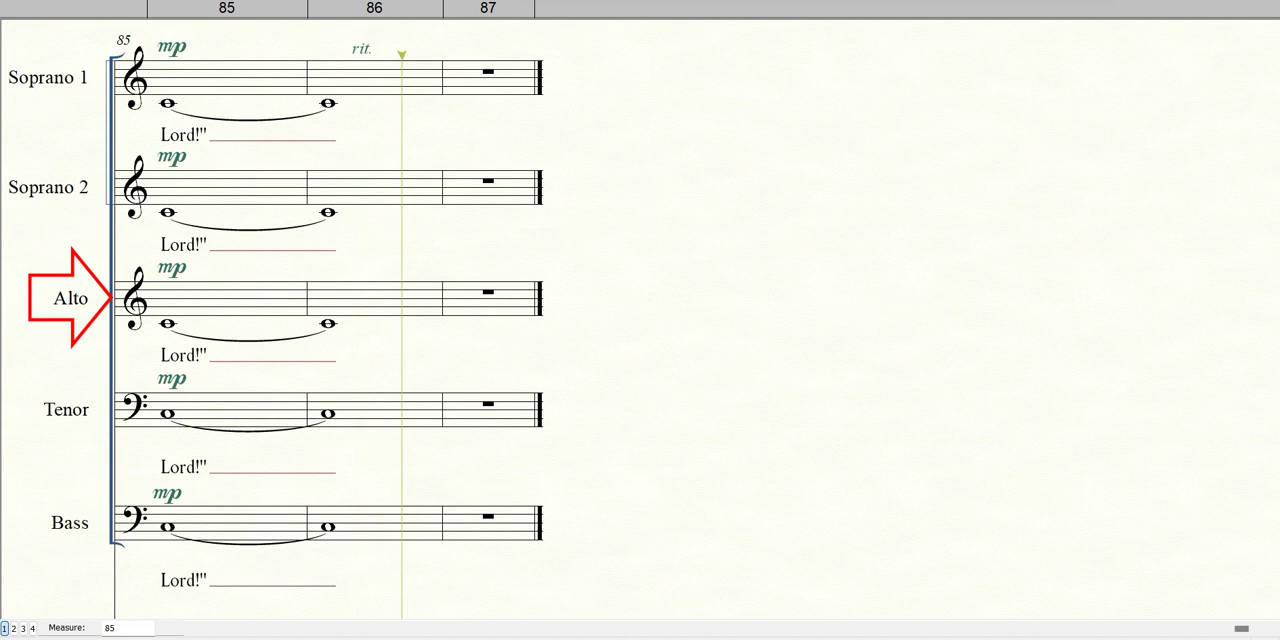 85 86 87
85 mp rit.
Soprano 1
Lord!"
mp
Soprano 2
Lord!"
mp
Alto
Lord!"
mp
Tenor
Lord!"
mp
Bass
Lord!"
1 2 3 4 Measure: 85